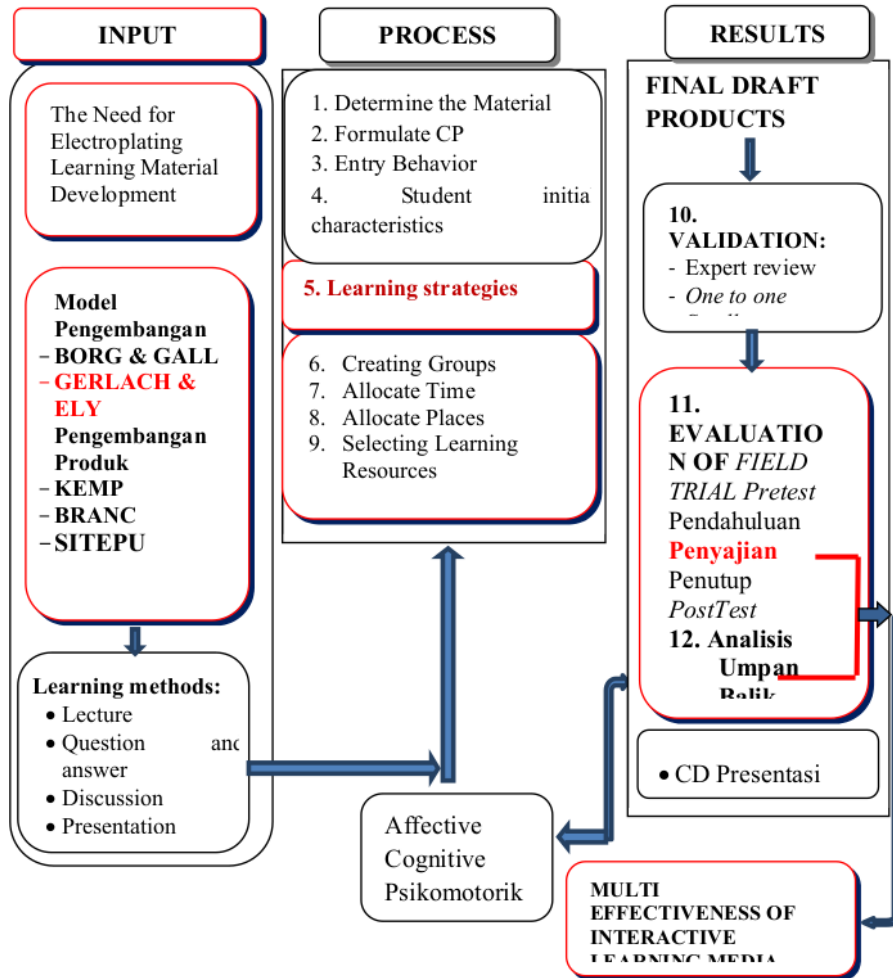 INPUT
The Need for
Electroplating
Learning Material
Development
Model
Pengembangan
– BORG & GALL
– GERLACH &
ELY
Pengembangan
Produk
– KEMP
– BRANC
– SITEPU
Learning methods:
• Lecture
• Question and
answer
• Discussion
• Presentation
PROCESS
1. Determine the Material
2. Formulate CP
3. Entry Behavior
4. Student initia
characteristics
5. Learning strategies
6. Creating Groups
7. Allocate Time
8. Allocate Places
9. Selecting Learning
Resources
Affective
Cognitive
Psikomotorik
RESULTS
FINAL DRAFT
PRODUCTS
10.
VALIDATION:
- Expert review
- One to one
11.
EVALUATIO
N OF FIELD
TRIAL Pretest
Pendahuluan
Penyajian
Penutup
PostTest
12. Analisis
Umpan
Balik
• CD Presentasi
MULTI
EFFECTIVENESS OF
INTERACTIVE
LEARNING MEDIA